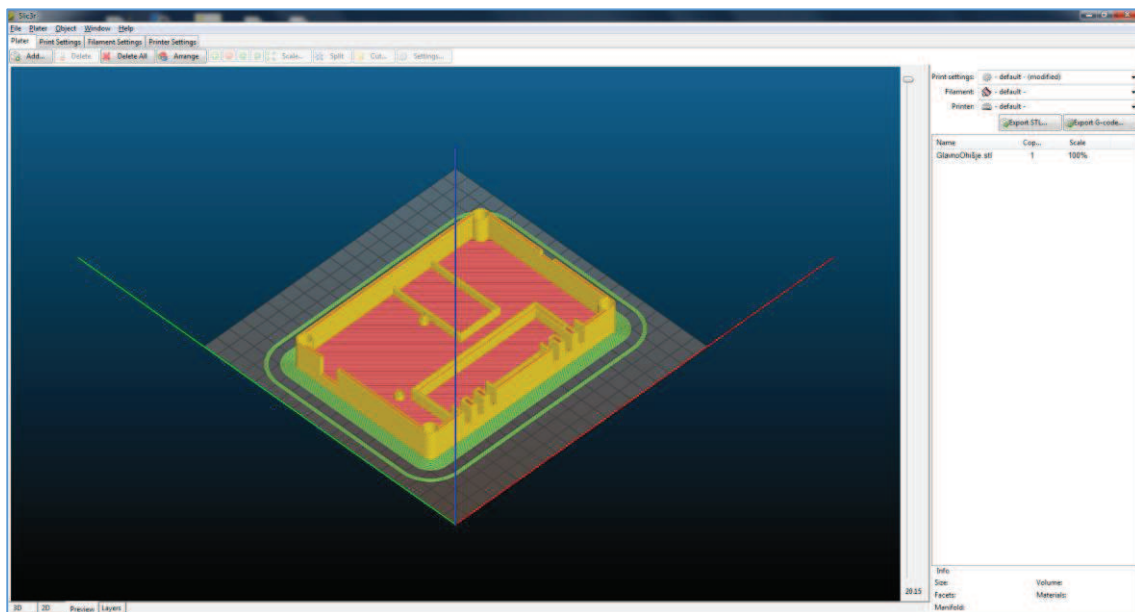 Slic3r
File Plater Object Window Help
Plater Print Settings Filament Settings Printer Settings
Add... Delete Delete All Arrange Scale... Split Cut... Settings...
Print settings: - default - (modified)
Filament: - default -
Printer: - default -
Export STL... Export G-code...
Name Cop... Scale
GlavnoOhišje.stl 1 100%
Info
Size: Volume:
Facets: Materials:
Manifold:
20.15
3D 2D Preview Layers